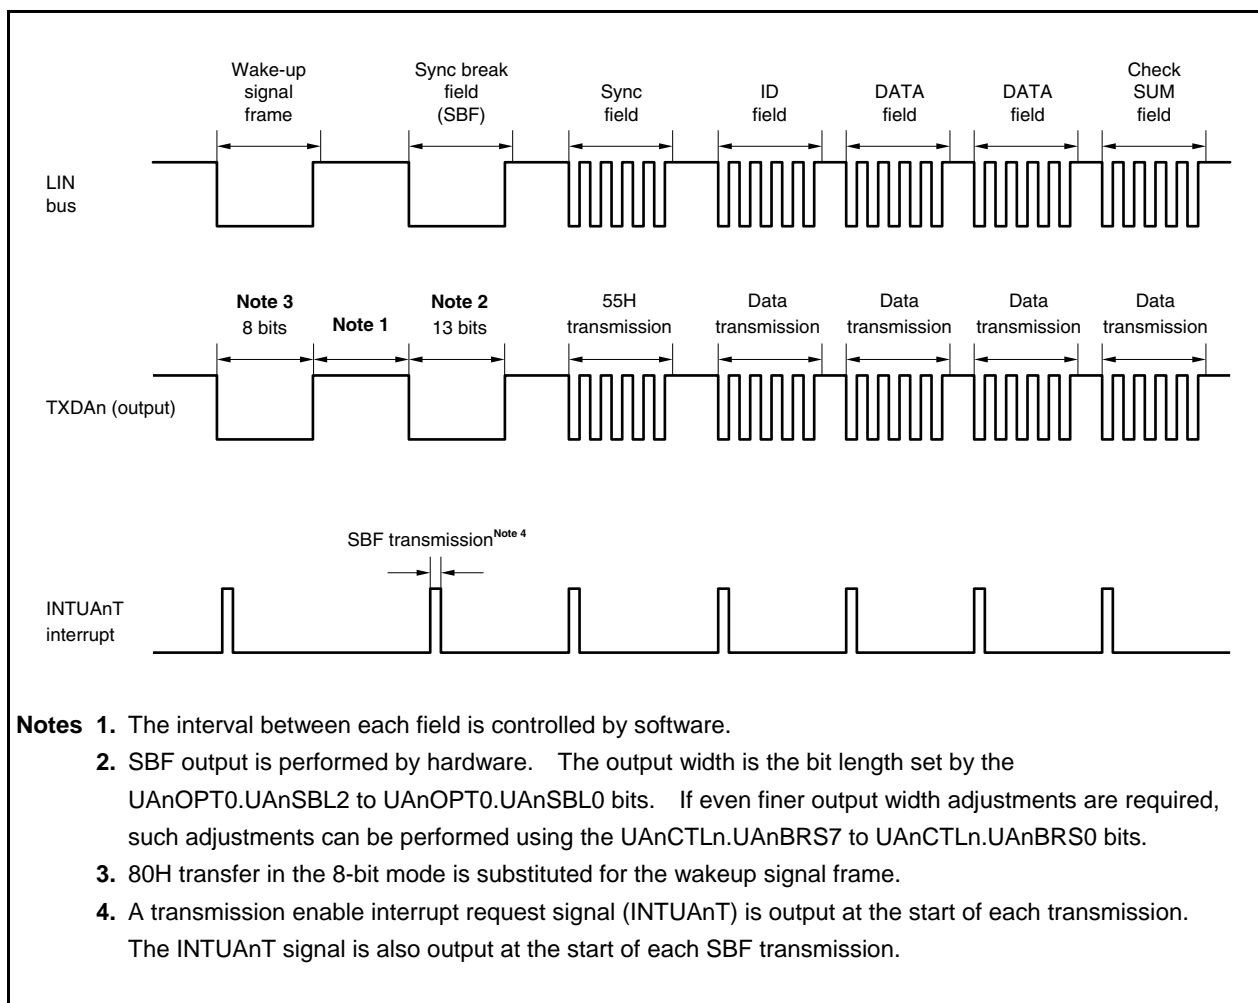 Wake-up
signal
frame
Sync break
field
(SBF)
Sync
field
ID
field
DATA
field
DATA
field
Check
SUM
field
LIN
bus
Note 3
8 bits
Note 1
Note 2
13 bits
55H
transmission
Data
transmission
Data
transmission
Data
transmission
Data
transmission
TXDAn (output)
SBF transmission Note 4
INTUAnT
interrupt
Notes 1. The interval between each field is controlled by software.
2. SBF output is performed by hardware. The output width is the bit length set by the
UAnOPT0.UAnSBL2 to UAnOPT0.UAnSBL0 bits. If even finer output width adjustments are required,
such adjustments can be performed using the UAnCTLn.UAnBRS7 to UAnCTLn.UAnBRS0 bits.
3. 80H transfer in the 8-bit mode is substituted for the wakeup signal frame.
4. A transmission enable interrupt request signal (INTUAnT) is output at the start of each transmission.
The INTUAnT signal is also output at the start of each SBF transmission.